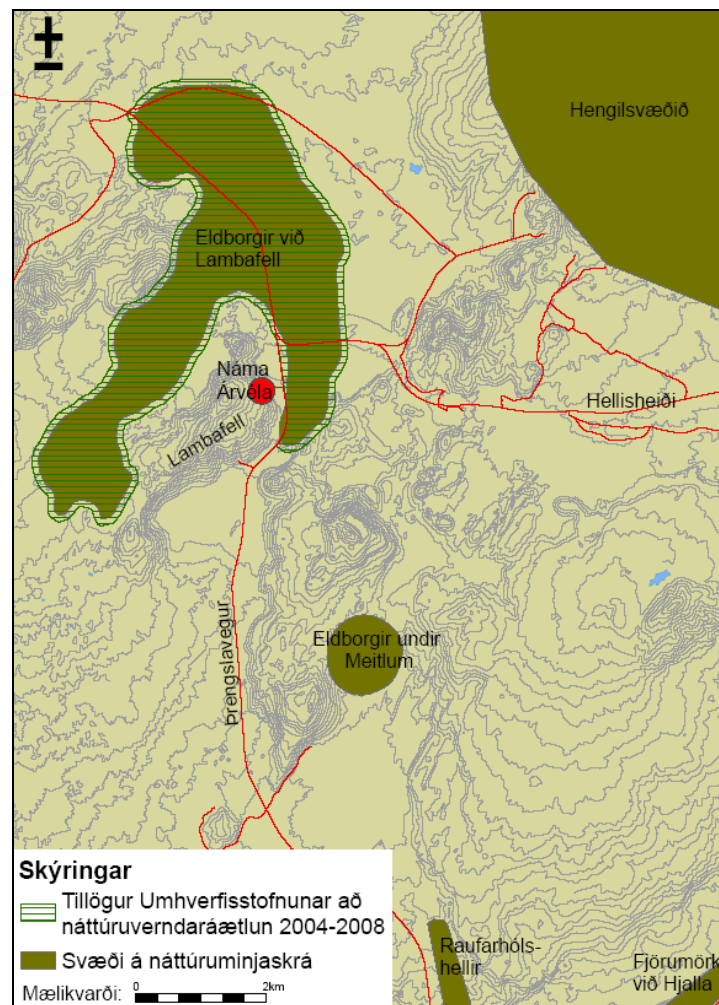 Hengilsvæðið
Eldborgir við
Lambafell
Náma
Árvéla
Lambafell
Hellisheiði
Þrengslavegur
Eldborgir undir
Meitlum
Raufarhóls-
hellir
Fjörumörk
við Hjalla
Skýringar
Tillögur Umhverfisstofnunar að
náttúruverndaráætlun 2004-2008
Svæði á náttúruminjaskrá
Mælikvarði: 0 2km